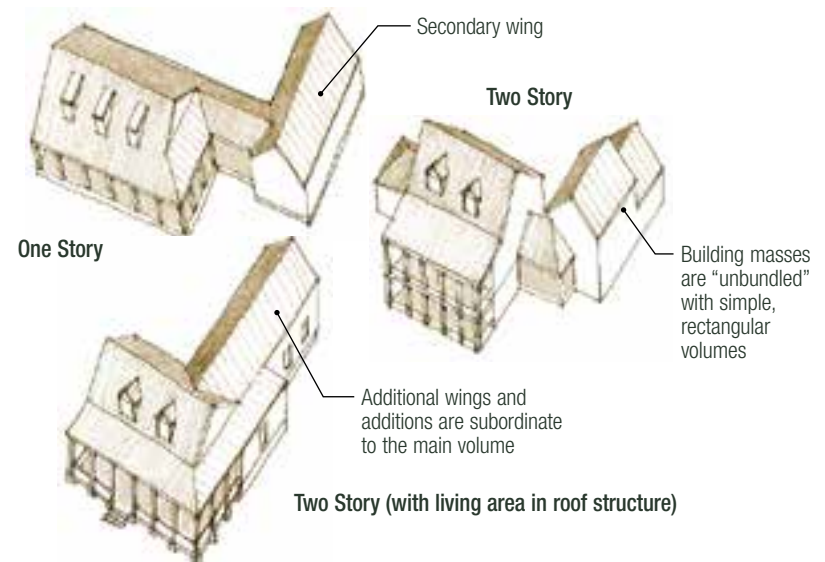 Secondary wing
Two Story
One Story
Building masses
are “unbundled”
with simple,
rectangular
volumes
Additional wings and
additions are subordinate
to the main volume
Two Story (with living area in roof structure)